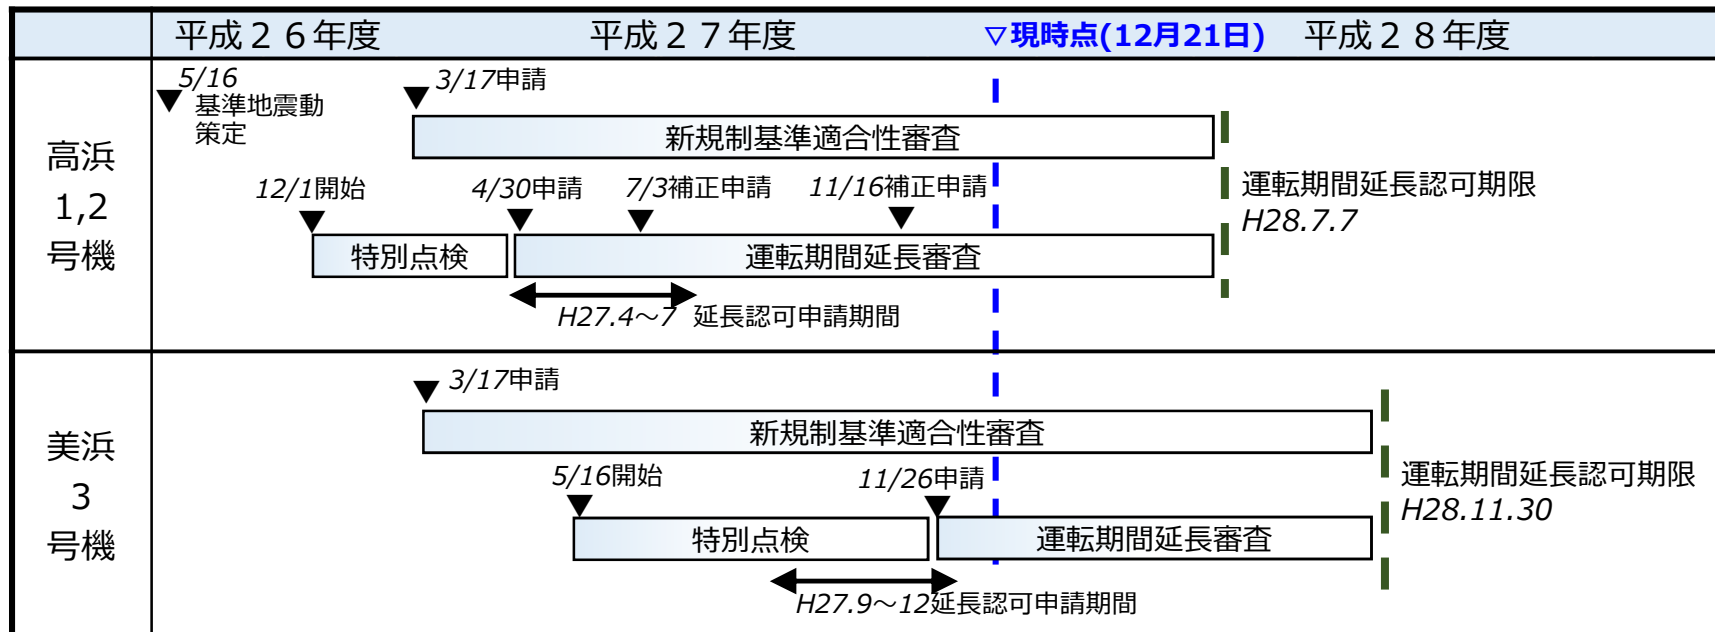 平成２６年度
平成２７年度
▽現時点(12月21日)
平成２８年度
高浜
1,2
号機
5/16
基準地震動
策定
3/17申請
新規制基準適合性審査
12/1開始
4/30申請
7/3補正申請
11/16補正申請
特別点検
運転期間延長審査
H27.4～7 延長認可申請期間
運転期間延長認可期限
H28.7.7
美浜
3
号機
3/17申請
新規制基準適合性審査
5/16開始
11/26申請
特別点検
運転期間延長審査
H27.9～12延長認可申請期間
運転期間延長認可期限
H28.11.30